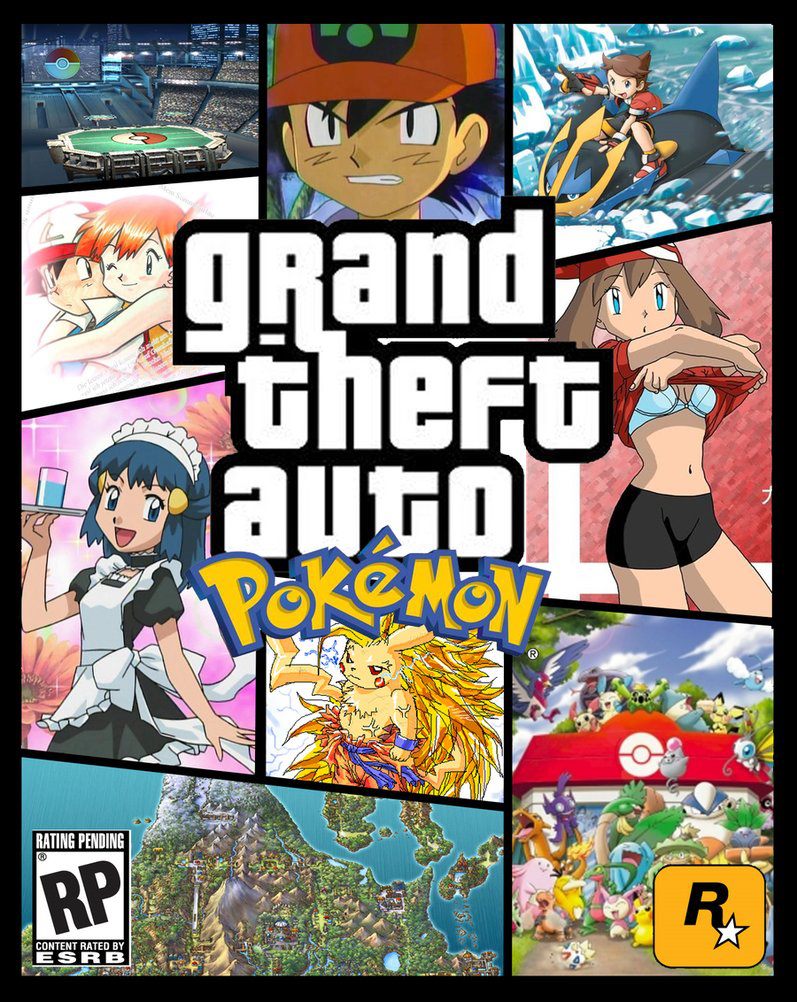 grand
theft
auto
POKéMON
®
RATING PENDING
®
RP
CONTENT RATED BY
ESRB
R